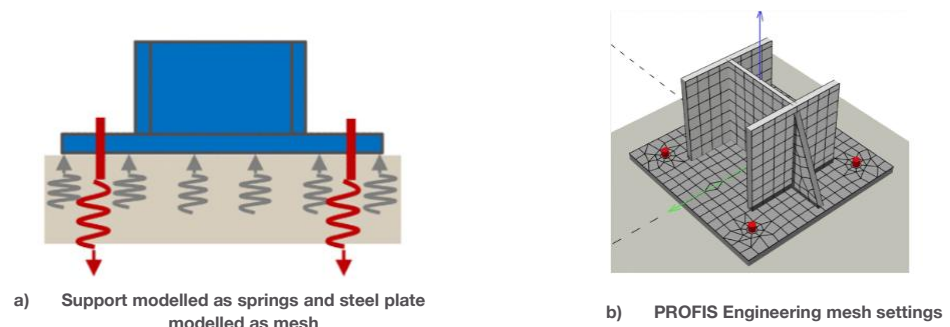 a) Support modelled as springs and steel plate
modelled as mesh
b) PROFIS Engineering mesh settings